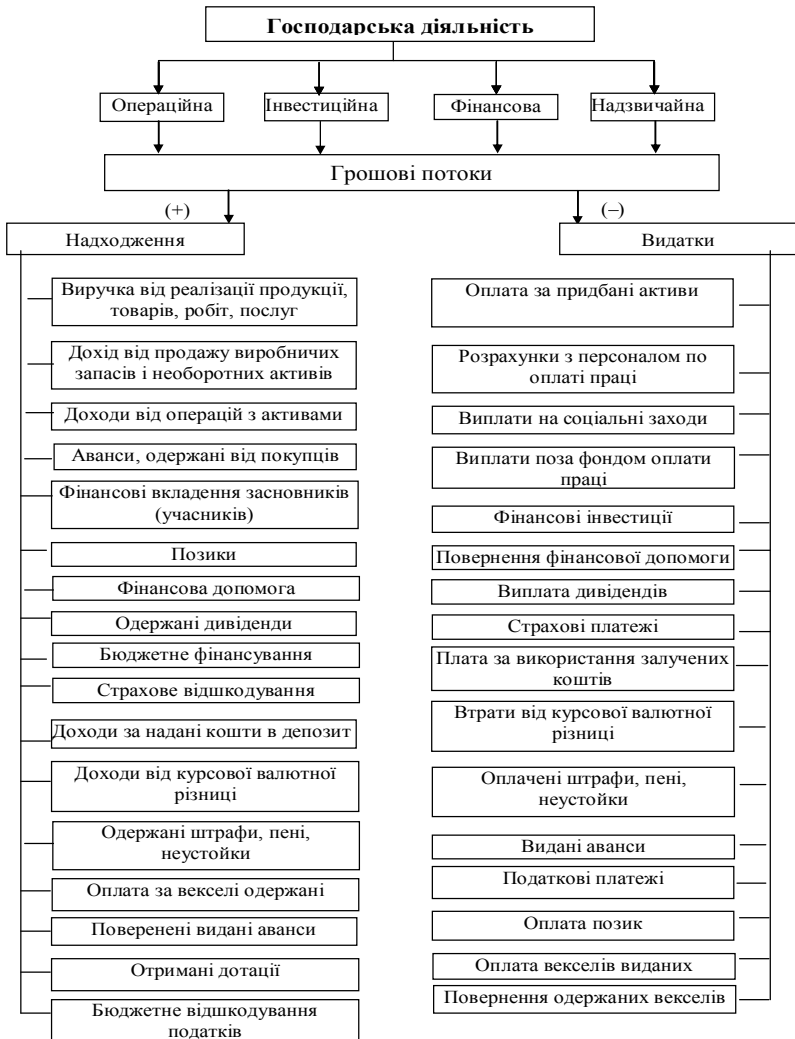 Господарська діяльність
Операційна
Інвестиційна
Фінансова
Надзвичайна
Грошові потоки
(+)
(–)
Надходження
Видатки
Виручка від реалізації продукції,
товарів, робіт, послуг
Дохід від продажу виробничих
запасів і необоротних активів
Доходи від операцій з активами
Аванси, одержані від покупців
Фінансові вкладення засновників
(учасників)
Позики
Фінансова допомога
Одержані дивіденди
Бюджетне фінансування
Страхове відшкодування
Доходи за надані кошти в депозит
Доходи від курсової валютної
різниці
Одержані штрафи, пені,
неустойки
Оплата за векселі одержані
Поверенені видані аванси
Отримані дотації
Бюджетне відшкодування
податків
Оплата за придбані активи
Розрахунки з персоналом по
оплаті праці
Виплати на соціальні заходи
Виплати поза фондом оплати
праці
Фінансові інвестиції
Повернення фінансової допомоги
Виплата дивідендів
Страхові платежі
Плата за використання залучених
коштів
Втрати від курсової валютної
різниці
Оплачені штрафи, пені,
неустойки
Видані аванси
Податкові платежі
Оплата позик
Оплата векселів виданих
Повернення одержаних векселів